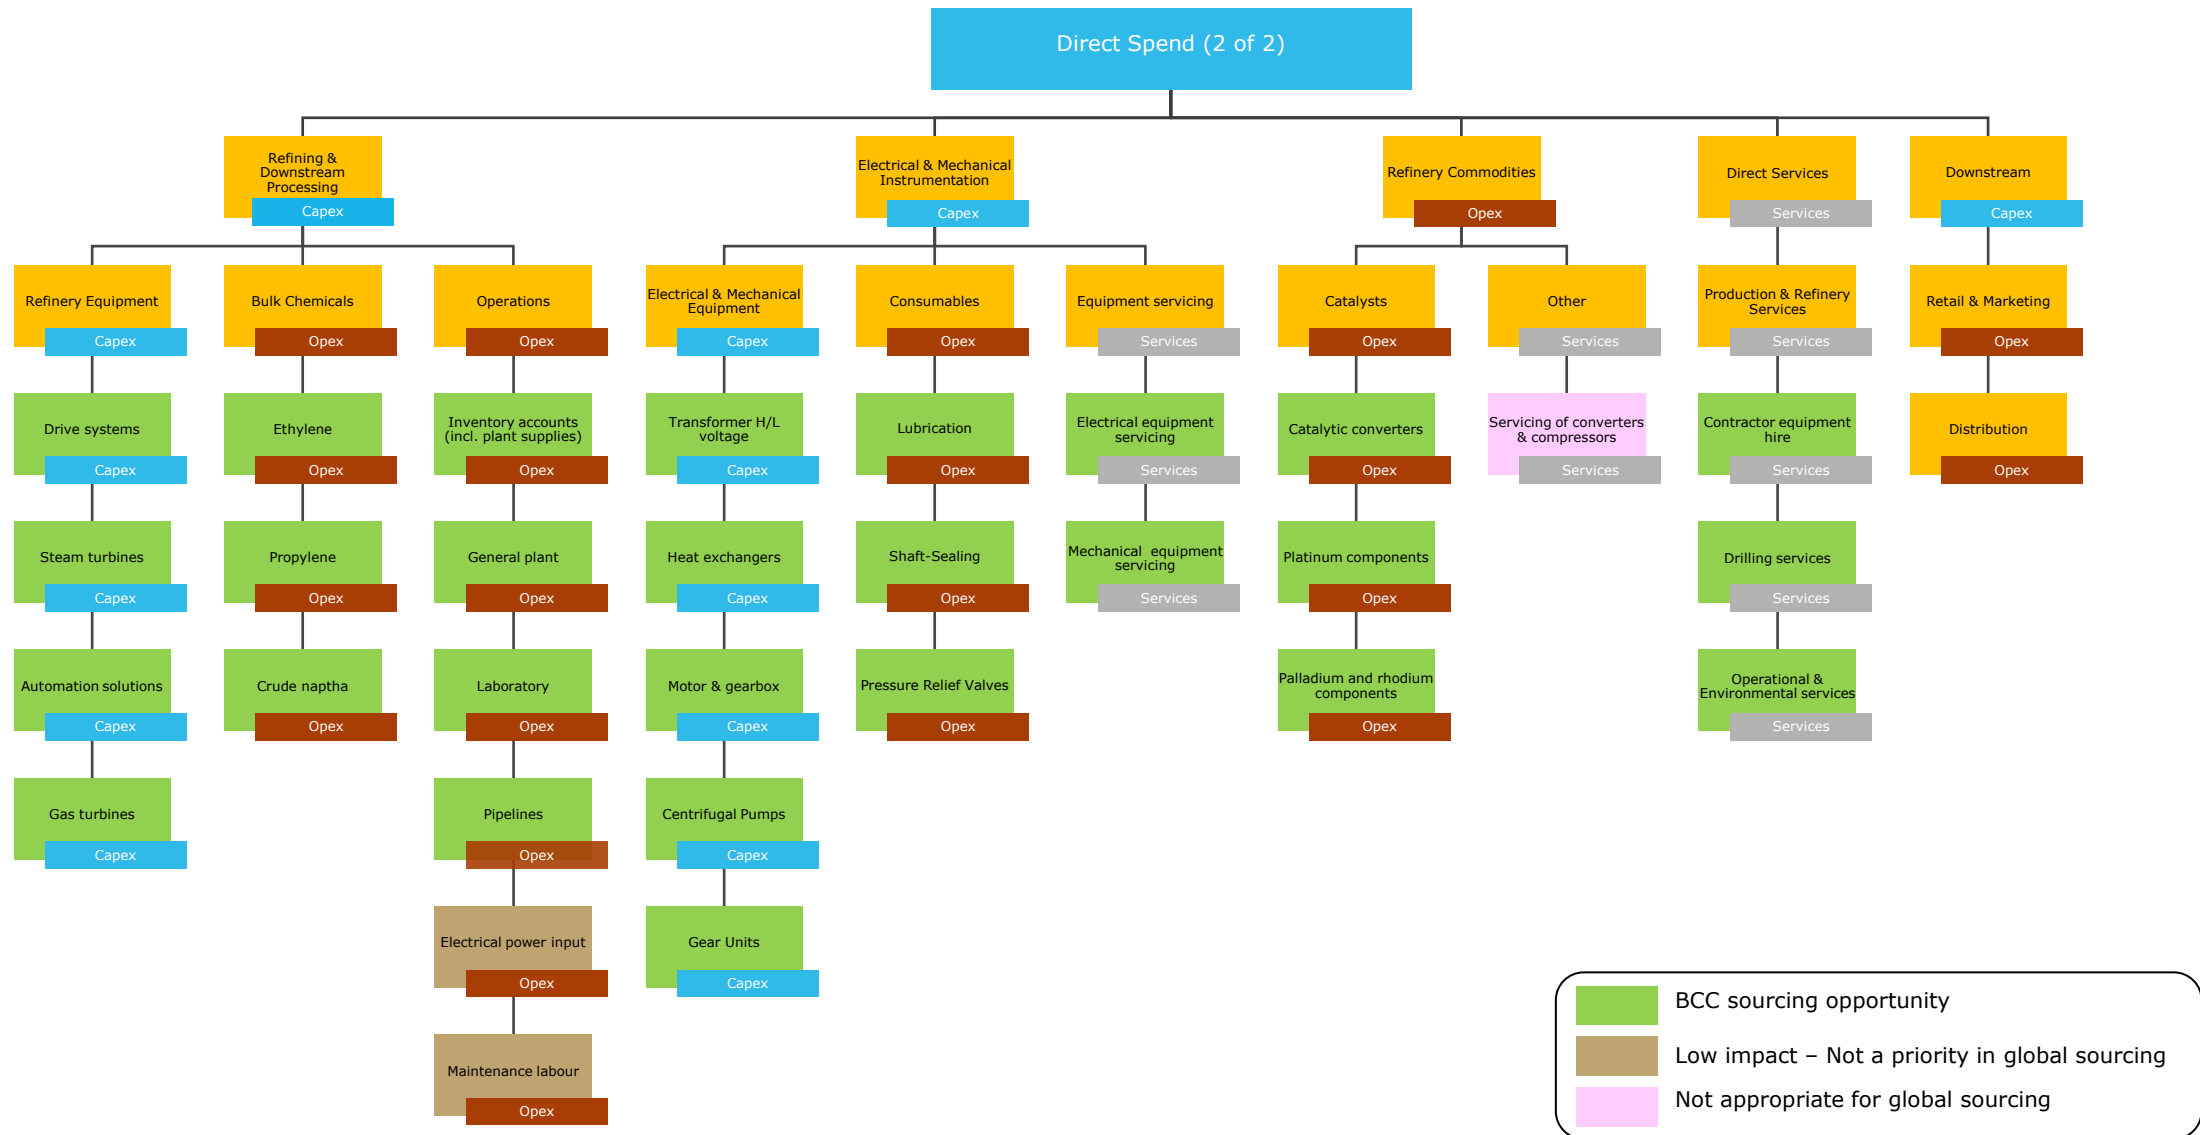 Direct Spend (2 of 2)
Refining &
Downstream
Processing
Capex
Electrical & Mechanical
Instrumentation
Capex
Refinery Commodities
Opex
Direct Services
Services
Downstream
Capex
Refinery Equipment
Capex
Bulk Chemicals
Opex
Operations
Opex
Electrical & Mechanical
Equipment
Capex
Consumables
Opex
Equipment servicing
Services
Catalysts
Opex
Other
Services
Production & Refinery
Services
Services
Retail & Marketing
Opex
Drive systems
Capex
Ethylene
Opex
Inventory accounts
(incl. plant supplies)
Opex
Transformer H/L
voltage
Capex
Lubrication
Opex
Electrical equipment
servicing
Services
Catalytic converters
Opex
Servicing of converters
& compressors
Services
Contractor equipment
hire
Services
Distribution
Opex
Steam turbines
Capex
Propylene
Opex
General plant
Opex
Heat exchangers
Capex
Shaft-Sealing
Opex
Mechanical  equipment
servicing
Services
Platinum components
Opex
Drilling services
Services
Automation solutions
Capex
Crude naptha
Opex
Laboratory
Opex
Motor & gearbox
Capex
Pressure Relief Valves
Opex
Palladium and rhodium
components
Opex
Operational &
Environmental services
Services
Gas turbines
Capex
Pipelines
Opex
Centrifugal Pumps
Capex
Electrical power input
Opex
Gear Units
Capex
Maintenance labour
Opex
BCC sourcing opportunity
Low impact – Not a priority in global sourcing
Not appropriate for global sourcing